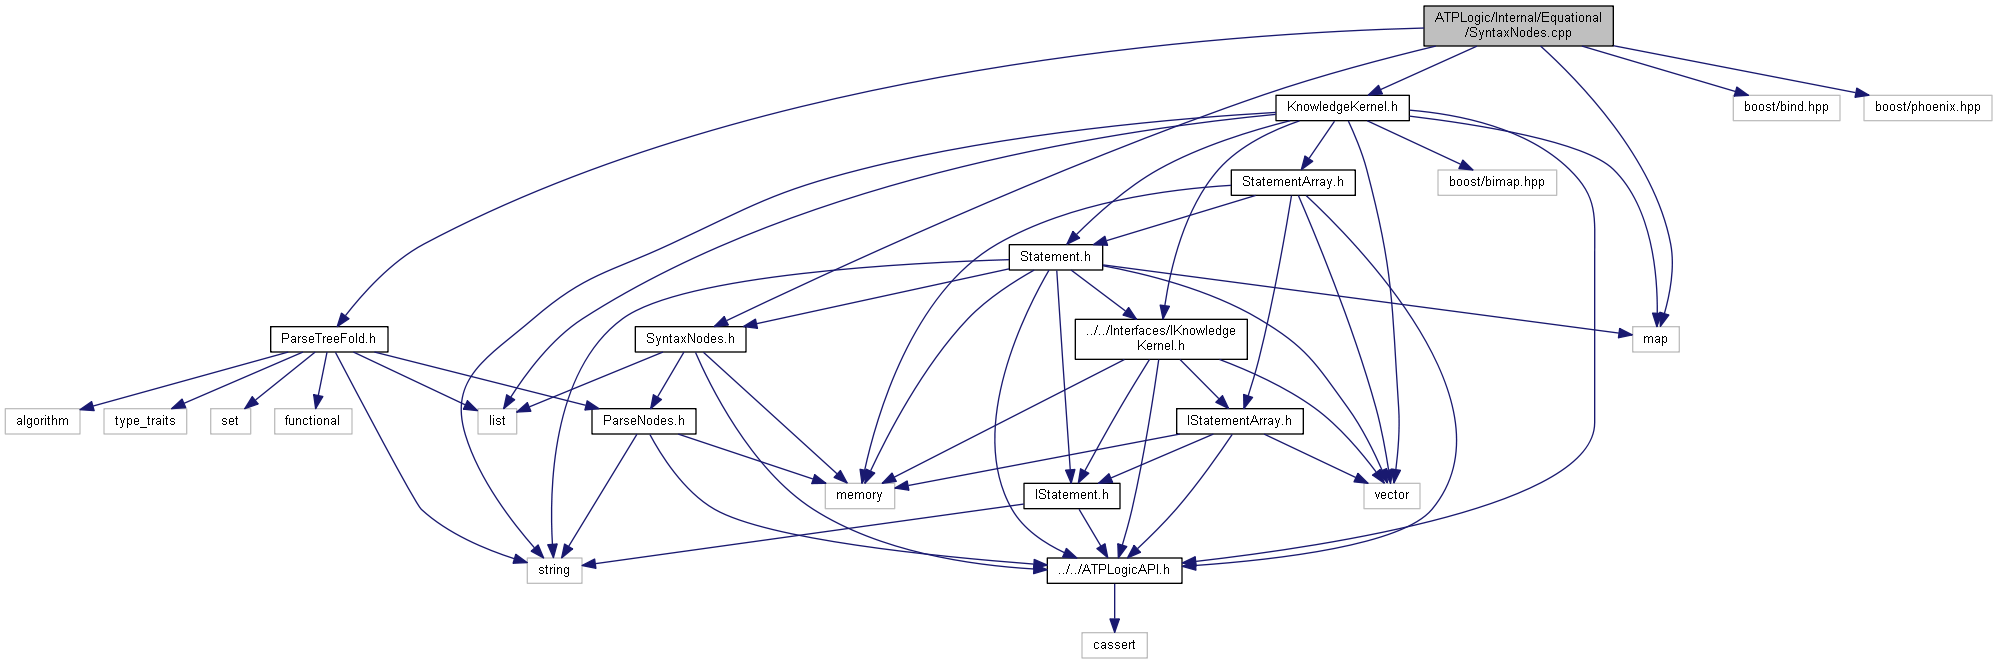 ATPLogic/Internal/Equational
/SyntaxNodes.cpp
KnowledgeKernel.h
boost/bind.hpp
boost/phoenix.hpp
StatementArray.h
boost/bimap.hpp
Statement.h
ParseTreeFold.h
SyntaxNodes.h
../../Interfaces/IKnowledge
Kernel.h
map
algorithm
type_traits
set
functional
list
ParseNodes.h
IStatementArray.h
memory
IStatement.h
vector
string
../../ATPLogicAPI.h
cassert